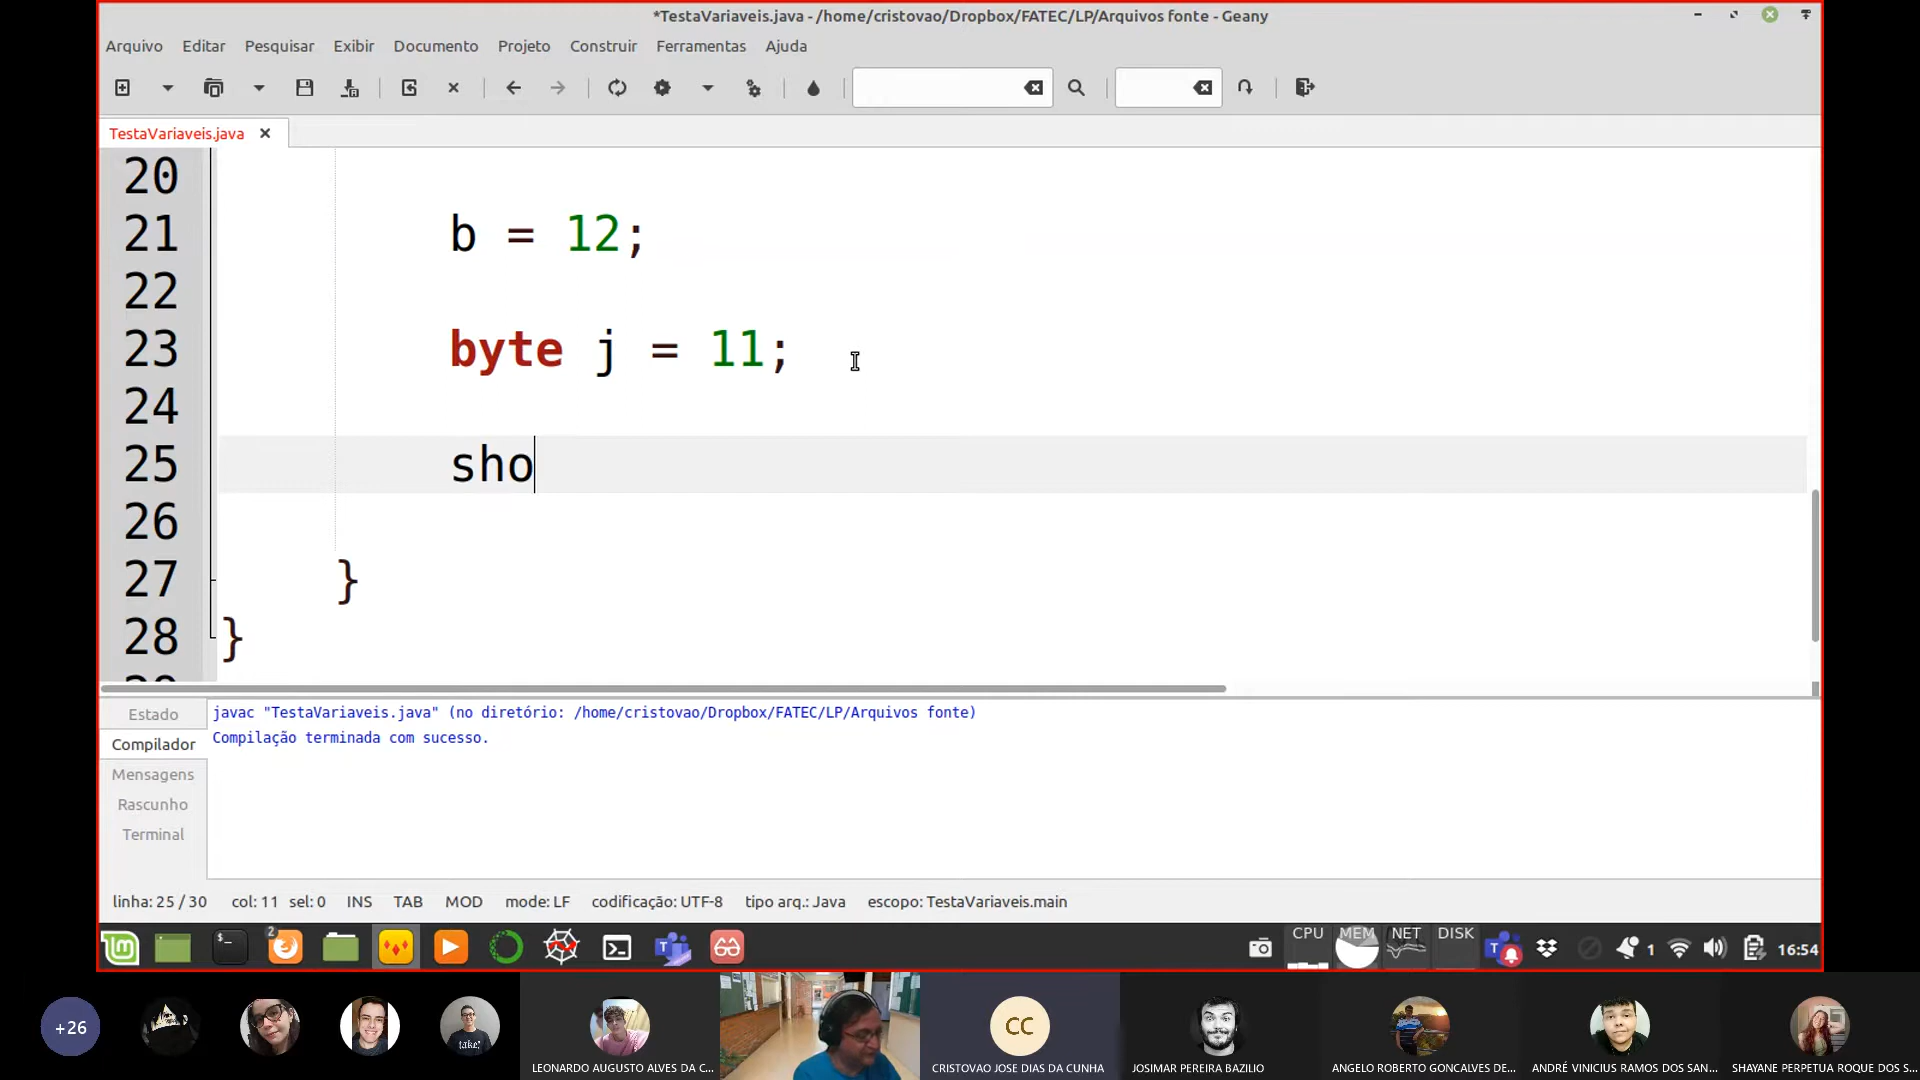 *TestaVariaveis.java - /home/cristovao/Dropbox/FATEC/LP/Arquivos fonte - Geany
Arquivo Editar Pesquisar Exibir Documento Projeto Construir Ferramentas Ajuda
TestaVariaveis.java
20
21 b = 12;
22
23 byte j = 11;
24
25 sho
26
27 }
28 }
Estado
Compilador
Mensagens
Rascunho
Terminal
javac "TestaVariaveis.java" (no diretório: /home/cristovao/Dropbox/FATEC/LP/Arquivos fonte)
Compilação terminada com sucesso.
linha: 25 / 30 col: 11 sel: 0 INS TAB MOD mode: LF codificação: UTF-8 tipo arq.: Java escopo: TestaVariaveis.main
2 CPU MEM NET DISK 1 16:54
+26
take!
CC
LEONARDO AUGUSTO ALVES DA C...
CRISTOVAO JOSE DIAS DA CUNHA
JOSIMAR PEREIRA BAZILIO
ANGELO ROBERTO GONCALVES DE...
ANDRÉ VINICIUS RAMOS DOS SAN...
SHAYANE PERPETUA ROQUE DOS S...